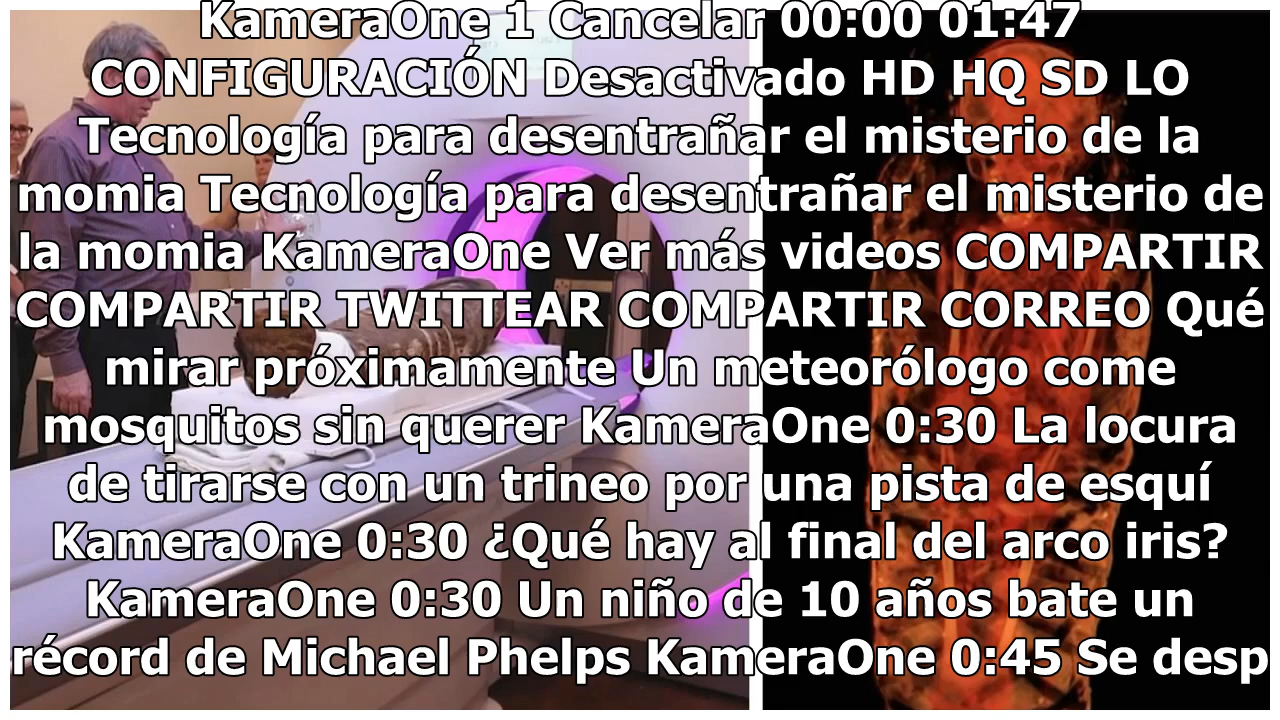 KameraOne 1 Cancelar 00:00 01:47
CONFIGURACIÓN Desactivado HD HQ SD LO
Tecnología para desentrañar el misterio de la
momia Tecnología para desentrañar el misterio de
la momia KameraOne Ver más videos COMPARTIR
COMPARTIR TWITTEAR COMPARTIR CORREO Qué
mirar próximamente Un meteorólogo come
mosquitos sin querer KameraOne 0:30 La locura
de tirarse con un trineo por una pista de esquí
KameraOne 0:30 ¿Qué hay al final del arco iris?
KameraOne 0:30 Un niño de 10 años bate un
récord de Michael Phelps KameraOne 0:45 Se desp